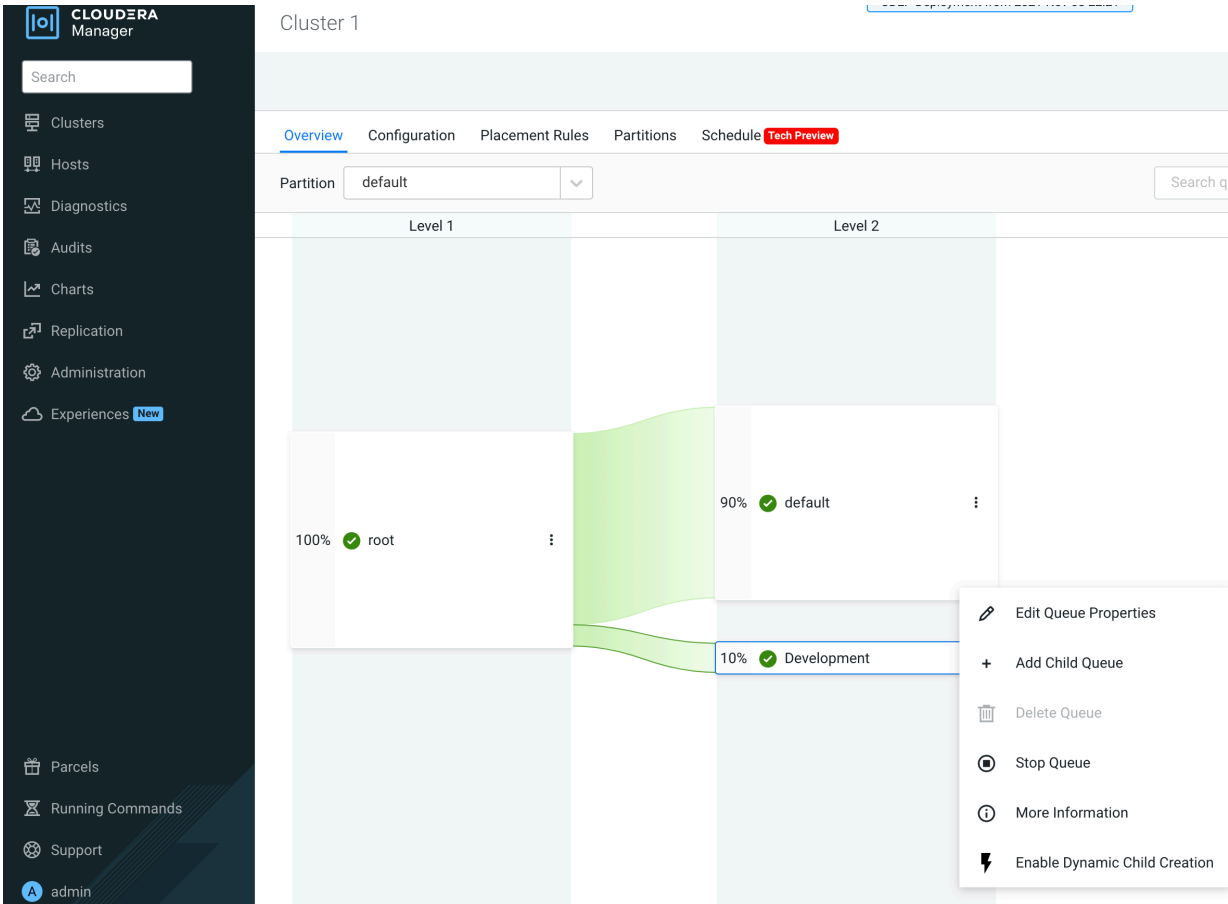 CLOUDERA
Manager
Search
Clusters
Hosts
Diagnostics
Audits
Charts
Replication
Administration
Experiences New
Parcels
Running Commands
Support
A admin
Cluster 1
Overview Configuration Placement Rules Partitions Schedule Tech Preview
Partition default Search q
Level 1 Level 2
100% root
90% default
10% Development
Edit Queue Properties
Add Child Queue
Delete Queue
Stop Queue
More Information
Enable Dynamic Child Creation